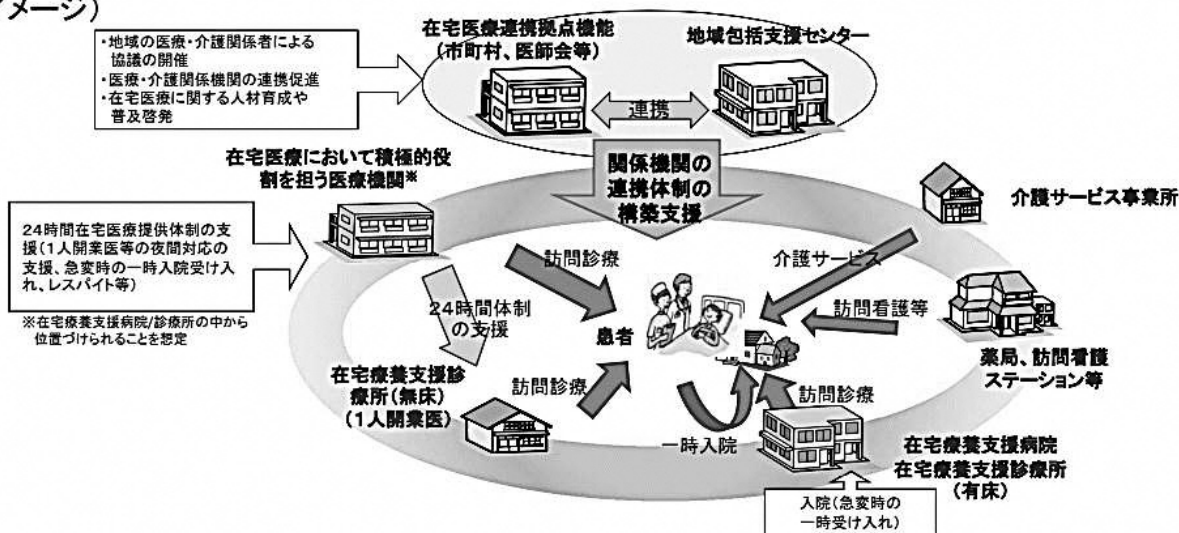 イメージ）
在宅医療連携拠点機能
（市町村、医師会等）
地域包括支援センター
・地域の医療・介護関係者による
協議の開催
・医療・介護関係機関の連携促進
・在宅医療に関する人材育成や
普及啓発
連携
関係機関の
連携体制の
構築支援
在宅医療において積極的役
割を担う医療機関※
介護サービス事業所
24時間在宅医療提供体制の支
援（1人開業医等の夜間対応の
支援、急変時の一時入院受け入
れ、レスパイト等）
※在宅療養支援病院/診療所の中から
位置づけられることを想定
訪問診療
介護サービス
24時間体制
の支援
訪問看護等
患者
薬局、訪問看護
ステーション等
在宅療養支援診
療所（無床）
（1人開業医）
訪問診療
訪問診療
一時入院
在宅療養支援病院
在宅療養支援診療所
（有床）
入院（急変時の
一時受け入れ）